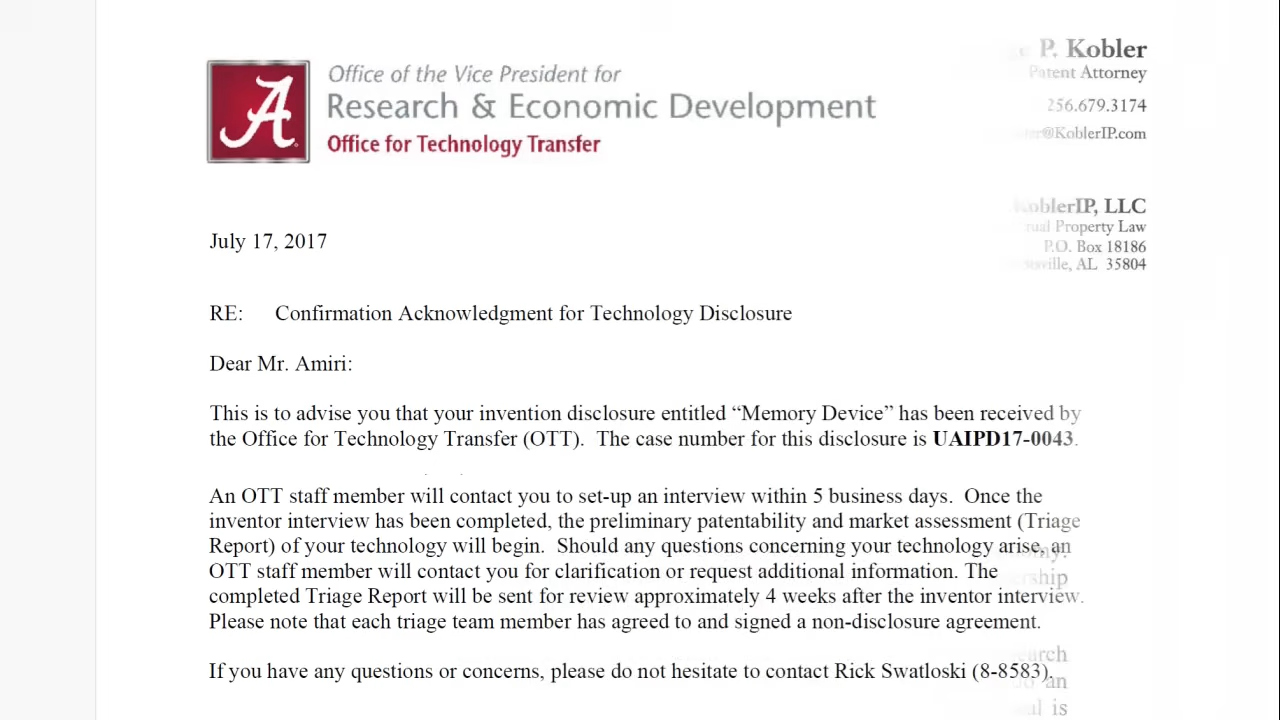 Office of the Vice President for
Research & Economic Development
Office for Technology Transfer
P. Kobler
Patent Attorney
256.679.3174
@KoblerIP.com
KoblerIP, LLC
Property Law
P.O. Box 18186
AL 35804
July 17, 2017
RE: Confirmation Acknowledgment for Technology Disclosure
Dear Mr. Amiri:
This is to advise you that your invention disclosure entitled “Memory Device” has been received by
the Office for Technology Transfer (OTT). The case number for this disclosure is UAIPD17-0043.
An OTT staff member will contact you to set-up an interview within 5 business days. Once the
inventor interview has been completed, the preliminary patentability and market assessment (Triage
Report) of your technology will begin. Should any questions concerning your technology arise, an
OTT staff member will contact you for clarification or request additional information. The
completed Triage Report will be sent for review approximately 4 weeks after the inventor interview.
Please note that each triage team member has agreed to and signed a non-disclosure agreement.
If you have any questions or concerns, please do not hesitate to contact Rick Swatloski (8-8583).
an
is